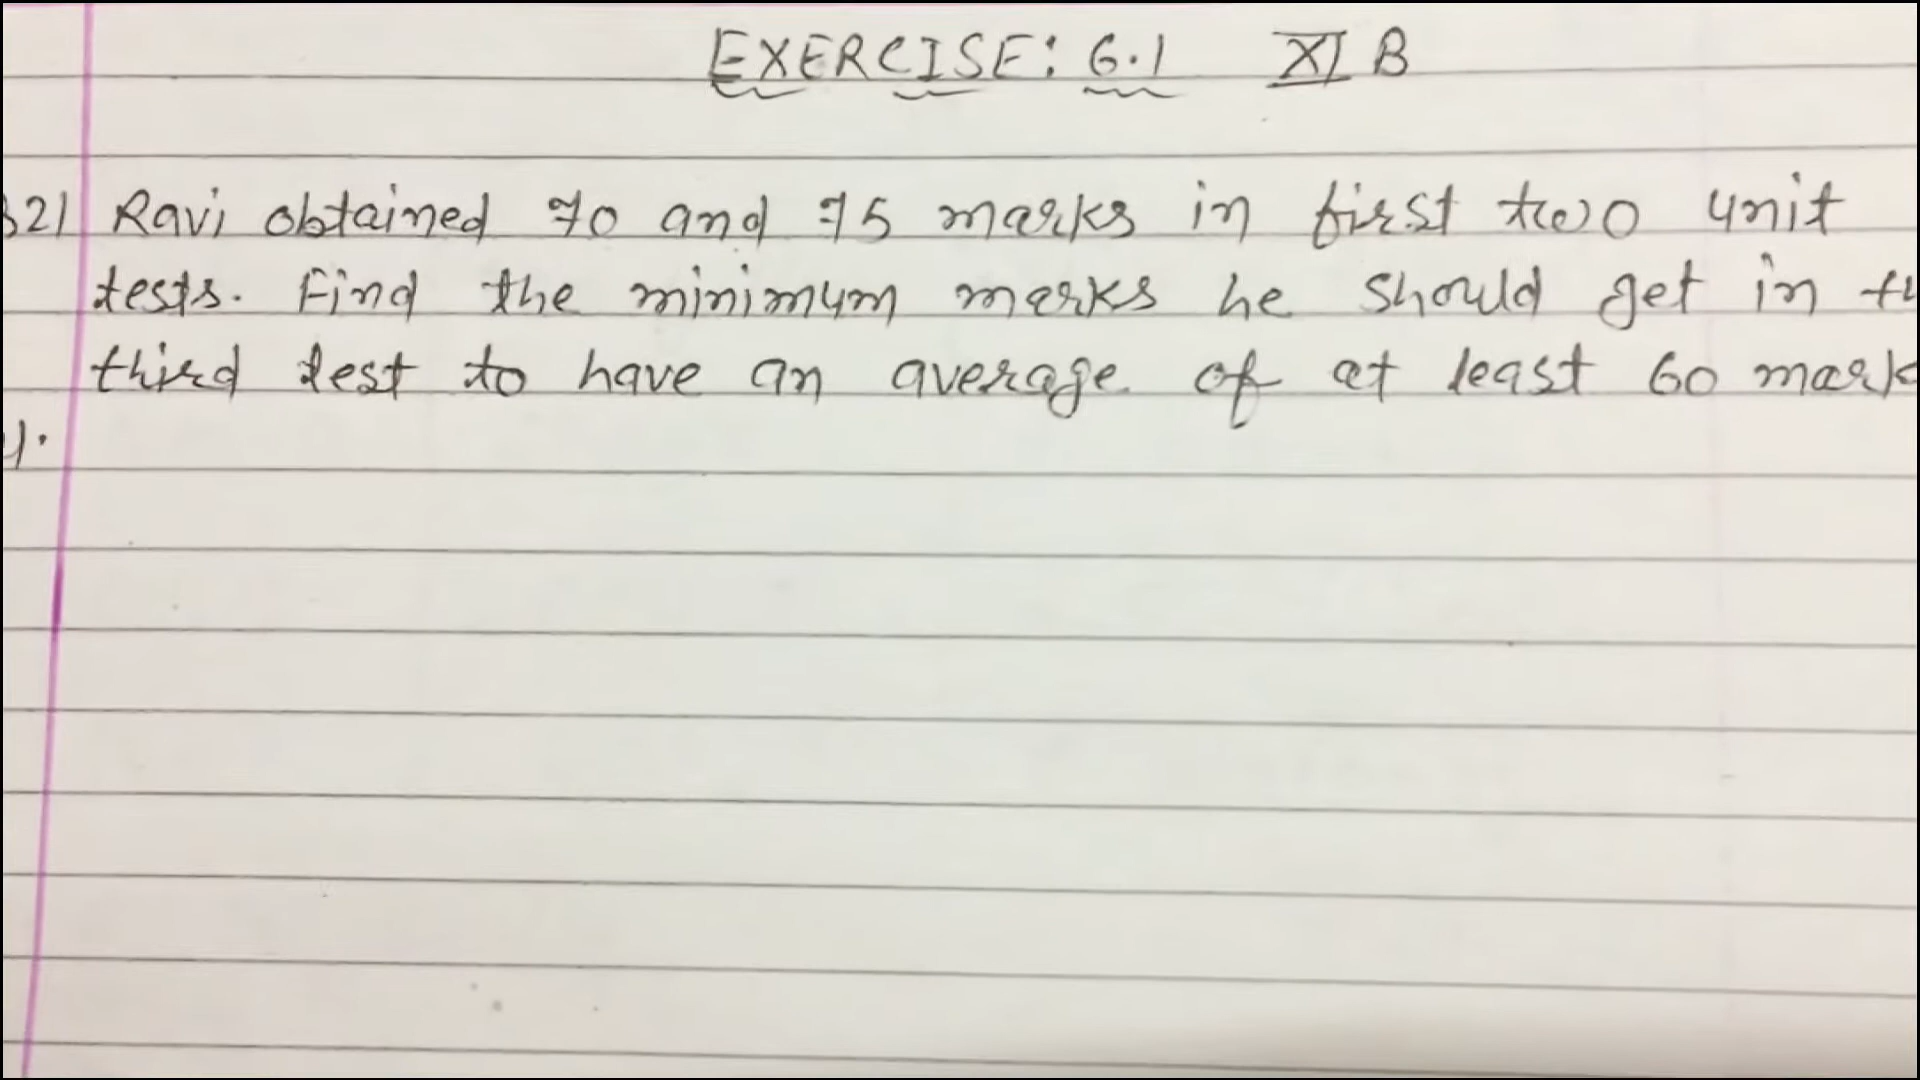 EXERCISE: 6.1 XI B
21 Ravi obtained 70 and 75 marks in first two unit
tests. Find the minimum marks he should get in
third test to have an average of at least 60 mark